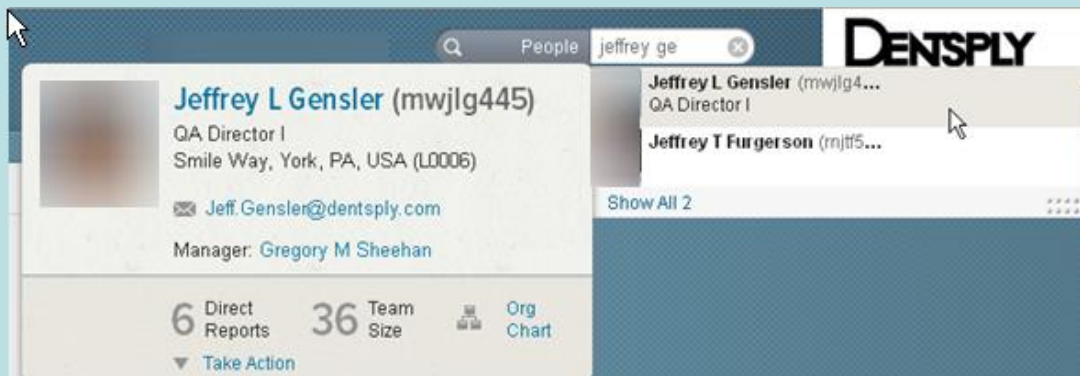 People jeffrey ge
DENTSPLY
Jeffrey L Gensler (mwjlg4...
QA Director I
Jeffrey T Furgerson (rnjtf5...
Show All 2
Jeffrey L Gensler (mwjlg445)
QA Director I
Smile Way, York, PA, USA (L0006)
Jeff.Gensler@dentsply.com
Manager: Gregory M Sheehan
6 Direct Reports
36 Team Size
Org Chart
Take Action